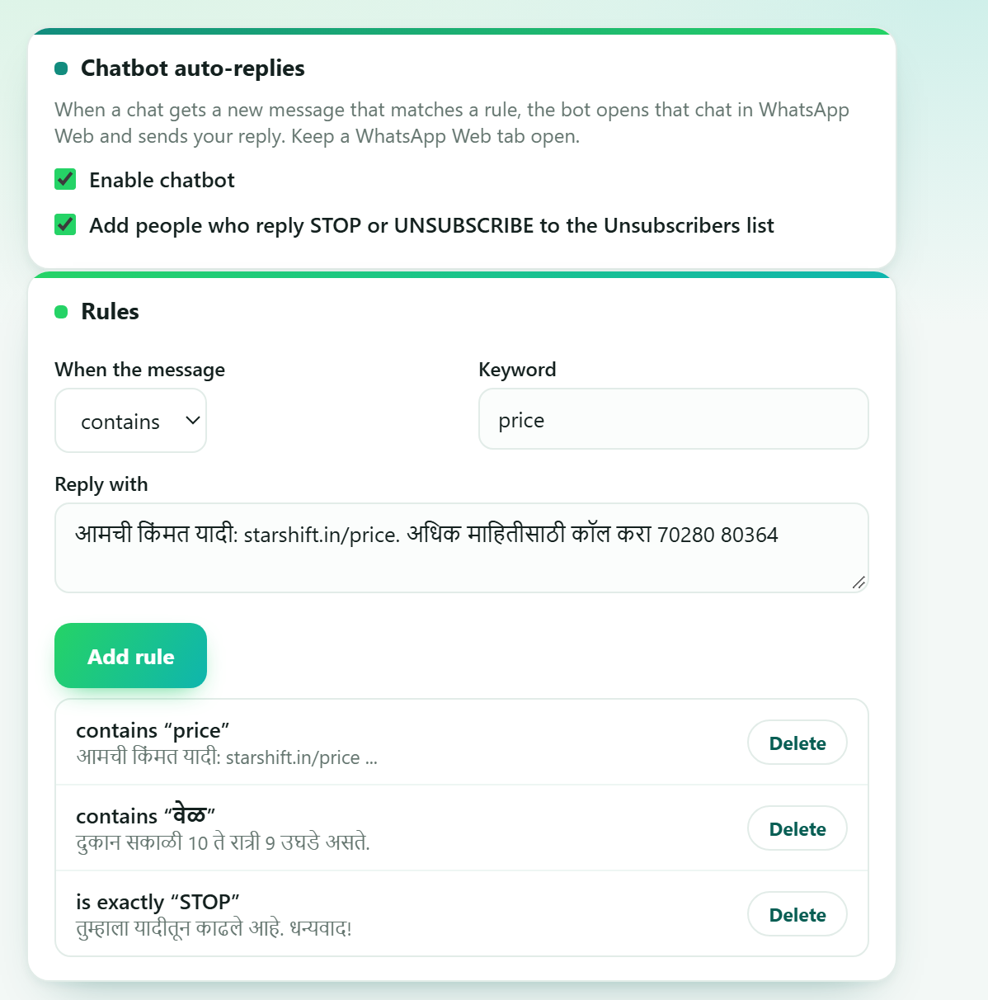 Chatbot auto-replies
When a chat gets a new message that matches a rule, the bot opens that chat in WhatsApp
Web and sends your reply. Keep a WhatsApp Web tab open.
Enable chatbot
Add people who reply STOP or UNSUBSCRIBE to the Unsubscribers list
Rules
When the message
Keyword
contains
price
Reply with
आमची किंमत यादी: starshift.in/price. अधिक माहितीसाठी कॉल करा 70280 80364
Add rule
contains “price”
आमची किंमत यादी: starshift.in/price ...
Delete
contains “वेळ”
दुकान सकाळी 10 ते रात्री 9 उघडे असते.
Delete
is exactly “STOP”
तुम्हाला यादीतून काढले आहे. धन्यवाद!
Delete